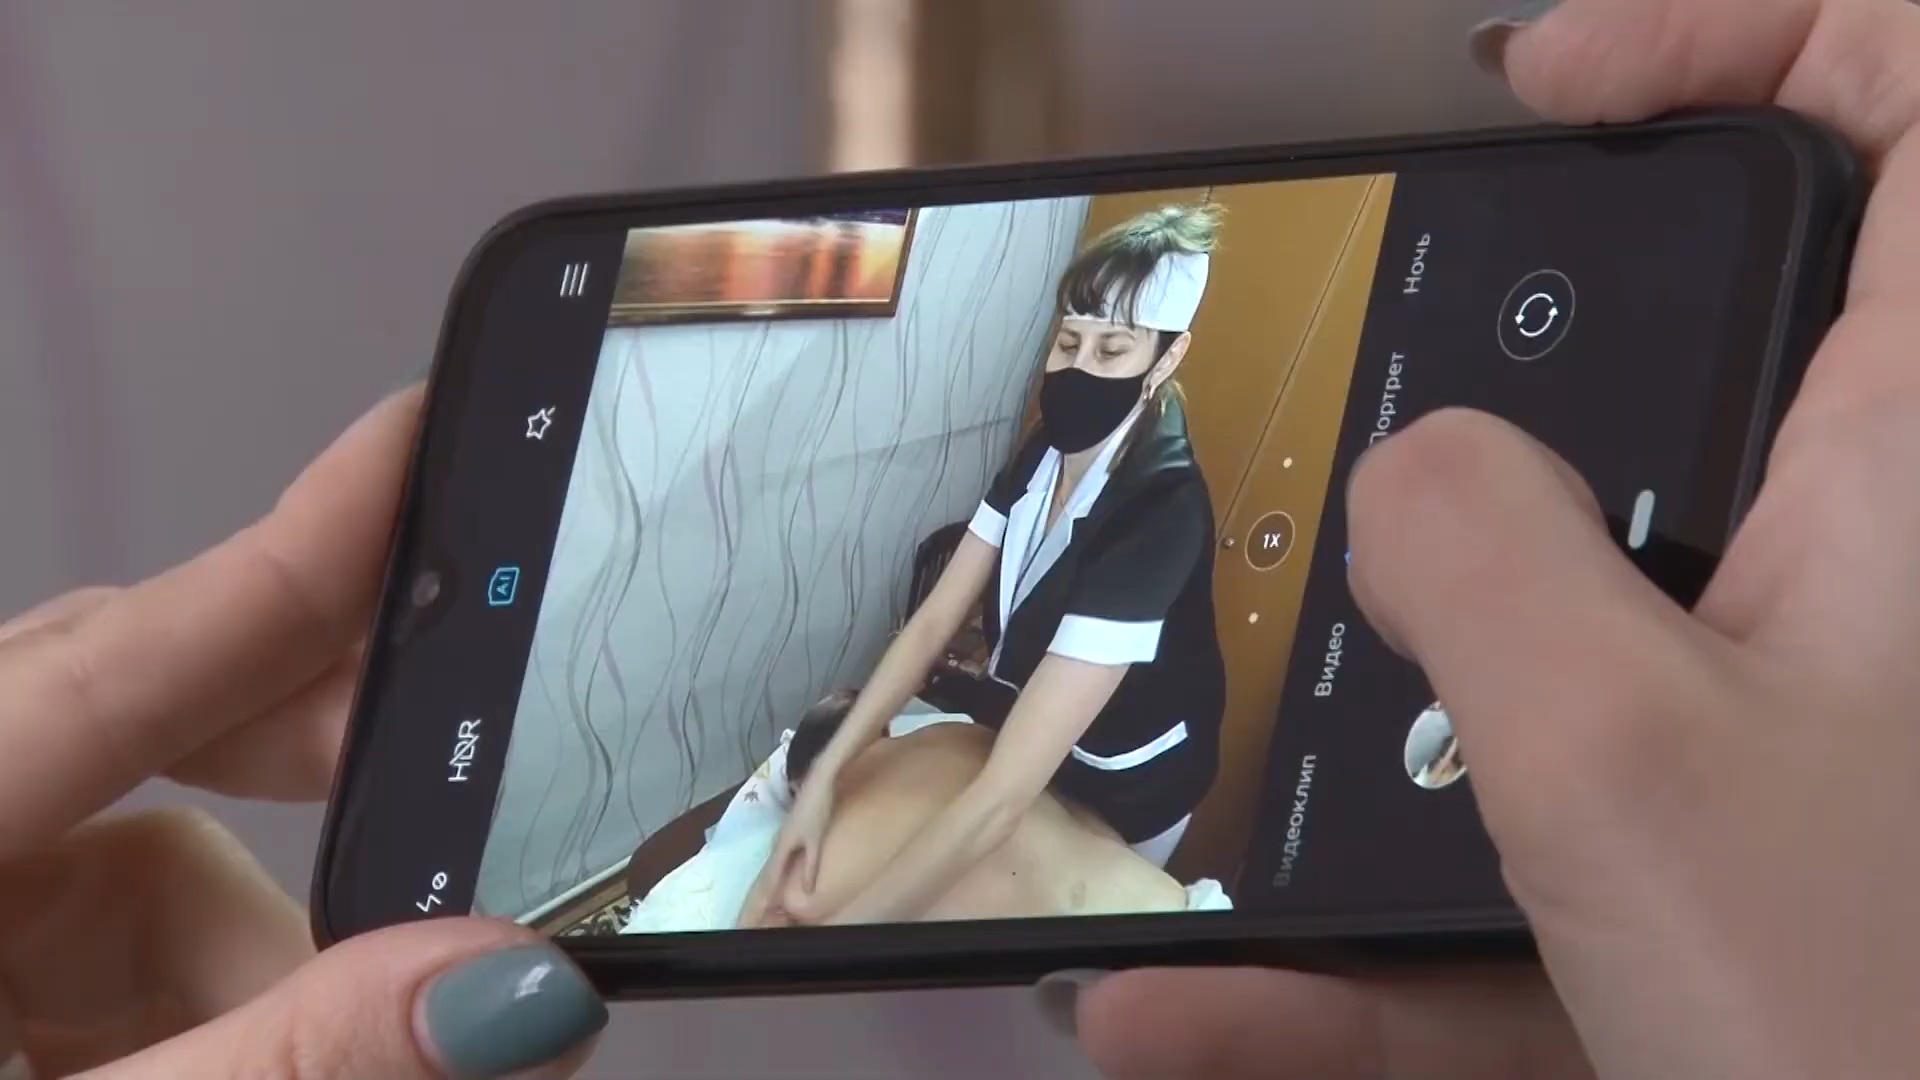 HDR
AI
1X
Ночь
Портрет
Видео
Видеоклип